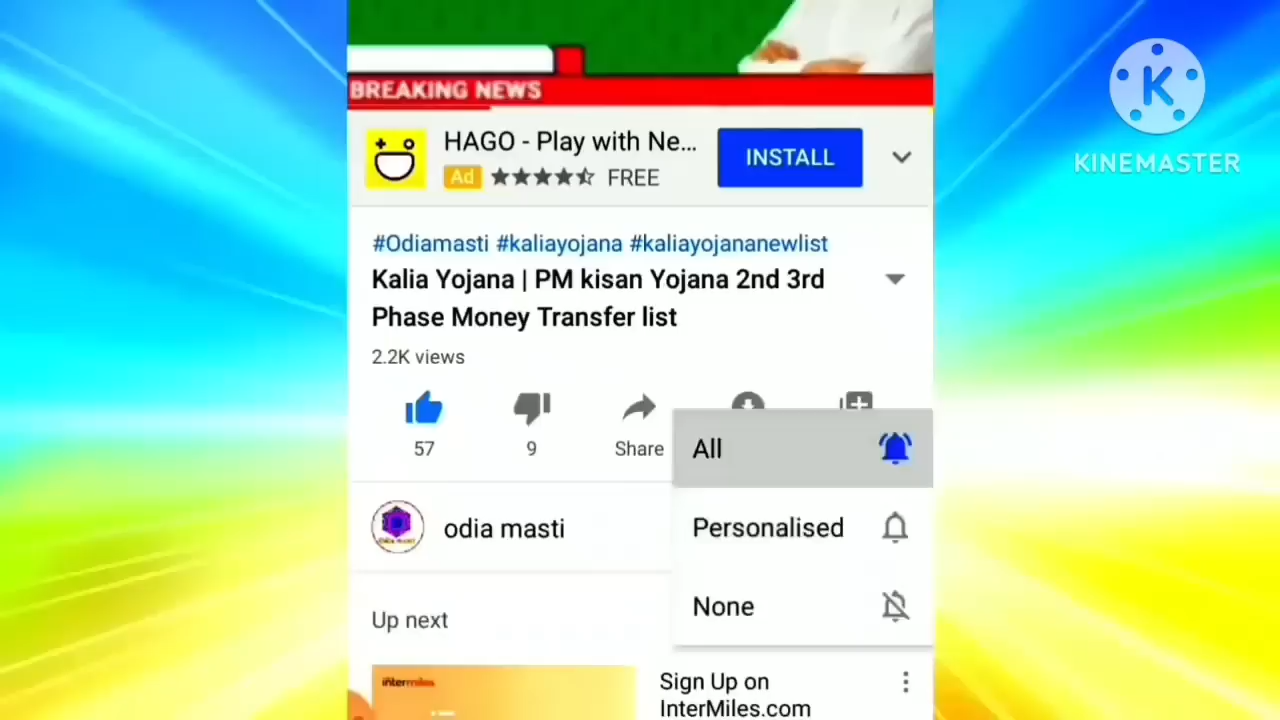 BREAKING NEWS
HAGO - Play with Ne...
INSTALL
Ad
FREE
K
KINEMASTER
#Odiamasti #kaliayojana #kaliayojananewlist
Kalia Yojana | PM kisan Yojana 2nd 3rd
Phase Money Transfer list
2.2K views
57
9
Share
All
Personalised
None
odia masti
Up next
intermiles
Sign Up on
InterMiles.com